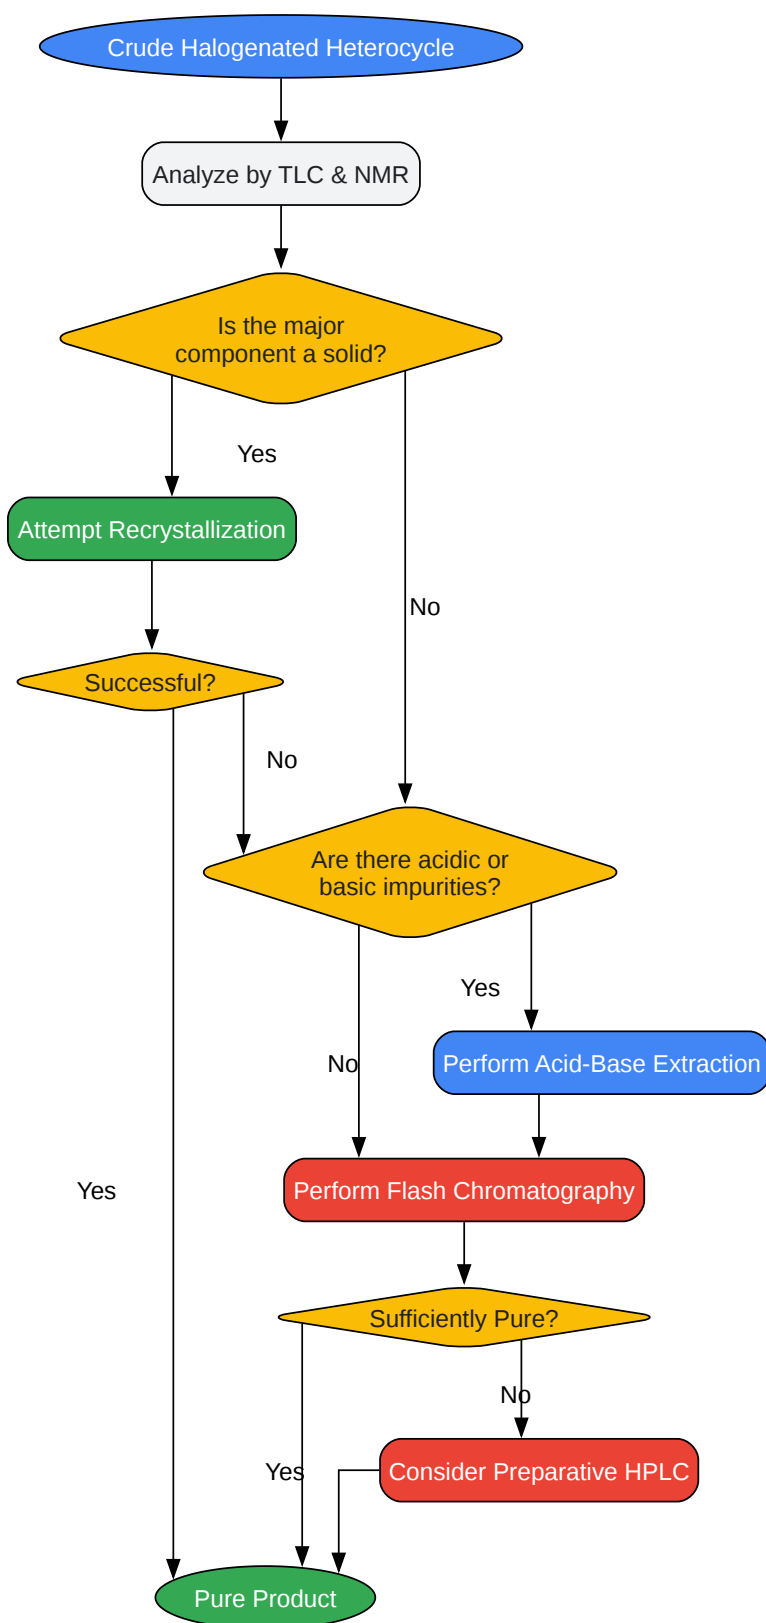 Crude Halogenated Heterocycle
Analyze by TLC & NMR
Is the major
component a solid?
Yes
Attempt Recrystallization
No
Successful?
No
Are there acidic or
basic impurities?
Yes
No
Perform Acid-Base Extraction
Yes
Perform Flash Chromatography
Sufficiently Pure?
No
Yes
Consider Preparative HPLC
Pure Product